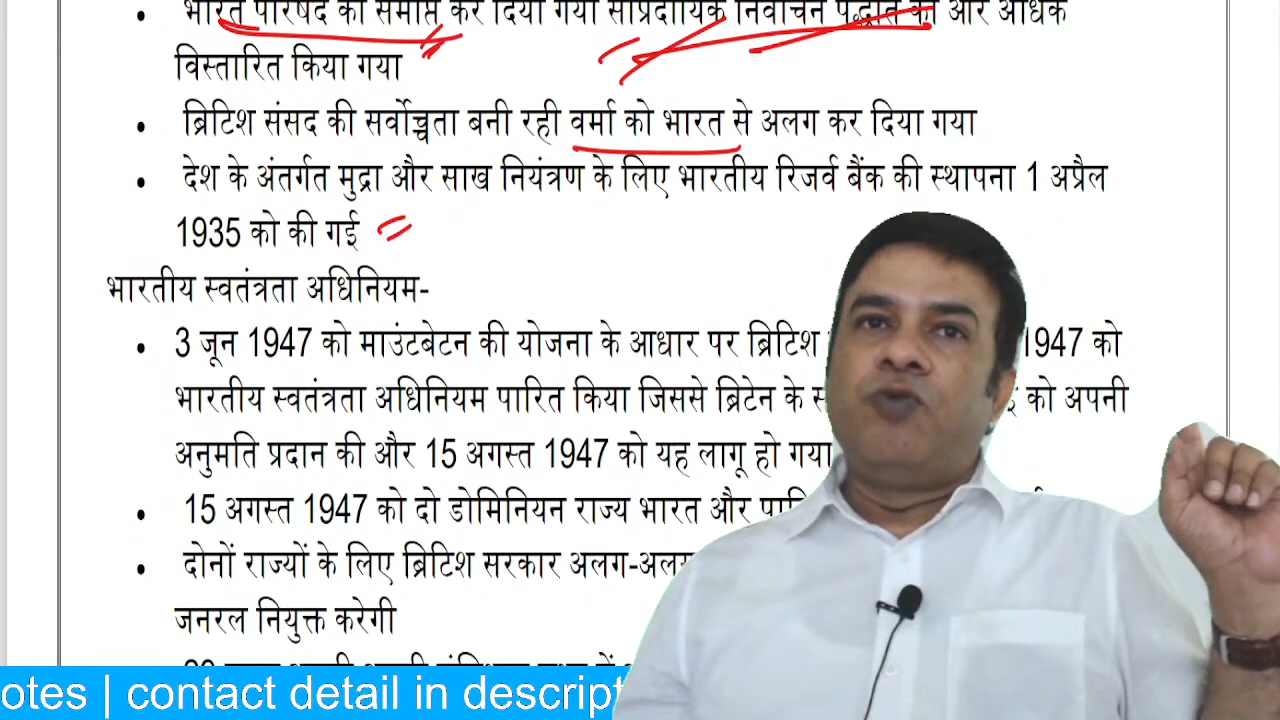 भारत परिषद को समाप्त कर दिया गया सांप्रदायिक निर्वाचन पद्धति को और अधिक
विस्तारित किया गया
ब्रिटिश संसद की सर्वोच्चता बनी रही वर्मा को भारत से अलग कर दिया गया
देश के अंतर्गत मुद्रा और साख नियंत्रण के लिए भारतीय रिजर्व बैंक की स्थापना 1 अप्रैल
1935 को की गई
भारतीय स्वतंत्रता अधिनियम-
3 जून 1947 को माउंटबेटन की योजना के आधार पर ब्रिटिश 1947 को
भारतीय स्वतंत्रता अधिनियम पारित किया जिससे ब्रिटेन के को अपनी
अनुमति प्रदान की और 15 अगस्त 1947 को यह लागू हो गया
15 अगस्त 1947 को दो डोमिनियन राज्य भारत और
दोनों राज्यों के लिए ब्रिटिश सरकार
जनरल नियुक्त करेगी
otes | contact detail in descript